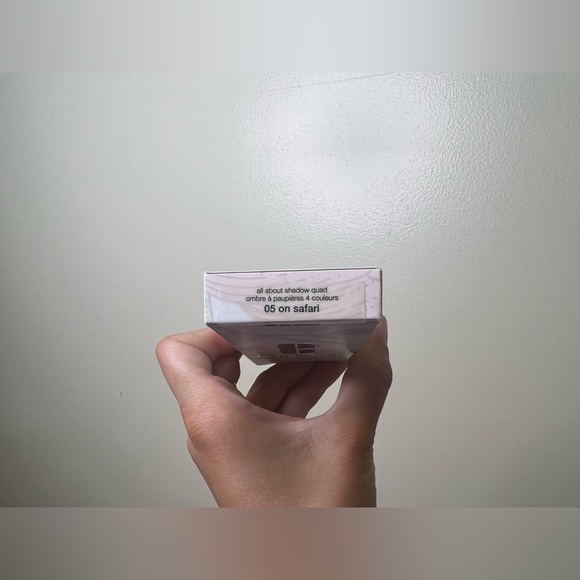 all about shadow quad
ombre à paupières 4 couleurs
05 on safari